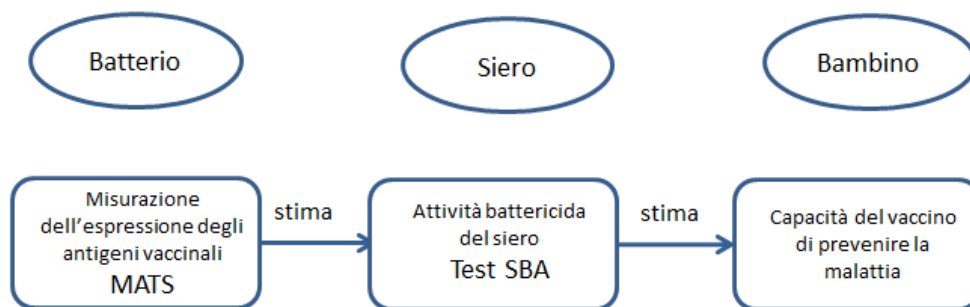 Batterio
Siero
Bambino
Misurazione
dell'espressione degli
antigeni vaccinali
MATS
stima
Attività battericida
del siero
Test SBA
stima
Capacità del vaccino
di prevenire la
malattia